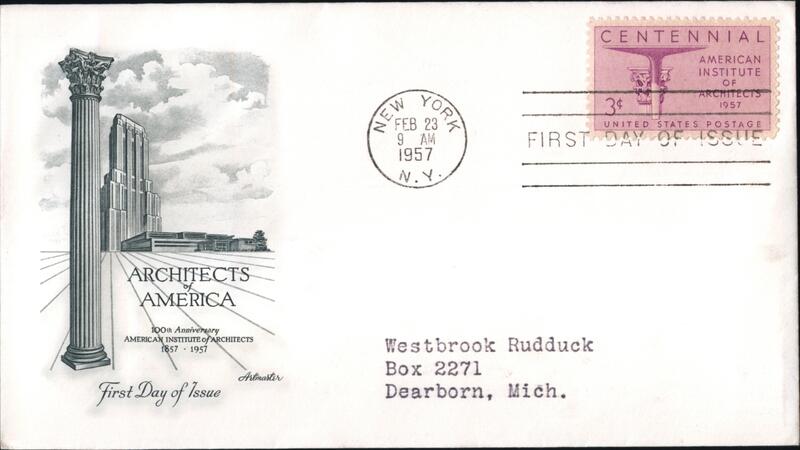 CENTENNIAL
AMERICAN
INSTITUTE
OF
ARCHITECTS
1957
3¢
UNITED STATES POSTAGE
NEW YORK
FEB 23
9 AM
1957
N.Y.
FIRST DAY OF ISSUE
ARCHITECTS
of
AMERICA
100th Anniversary
AMERICAN INSTITUTE of ARCHITECTS
1857 · 1957
Artmaster
First Day of Issue
Westbrook Rudduck
Box 2271
Dearborn, Mich.